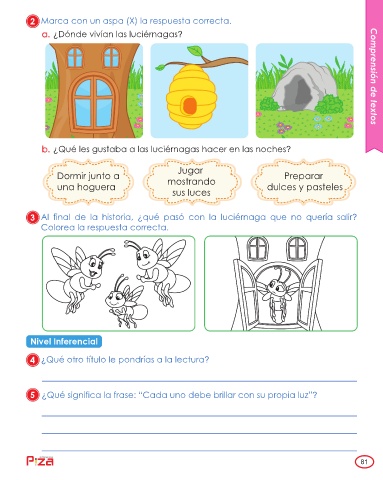 2 Marca con un aspa (X) la respuesta correcta.
a. ¿Dónde vivían las luciérnagas?
Comprensión de textos
b. ¿Qué les gustaba a las luciérnagas hacer en las noches?
Dormir junto a
una hoguera
Jugar
mostrando
sus luces
Preparar
dulces y pasteles
3 Al final de la historia, ¿qué pasó con la luciérnaga que no quería salir?
Colorea la respuesta correcta.
Nivel Inferencial
4 ¿Qué otro título le pondrías a la lectura?
5 ¿Qué significa la frase: "Cada uno debe brillar con su propia luz"?
P:zA
81